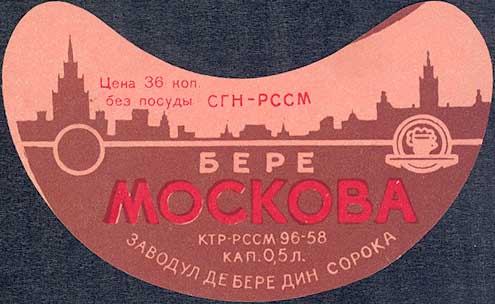 Цена 36 коп.
без посуды СГН-РССМ
БЕРЕ
МОСКОВА
КТР-РССМ 96-58
КАП. 0,5 Л.
ЗАВОДУЛ ДЕ БЕРЕ ДИН СОРОКА